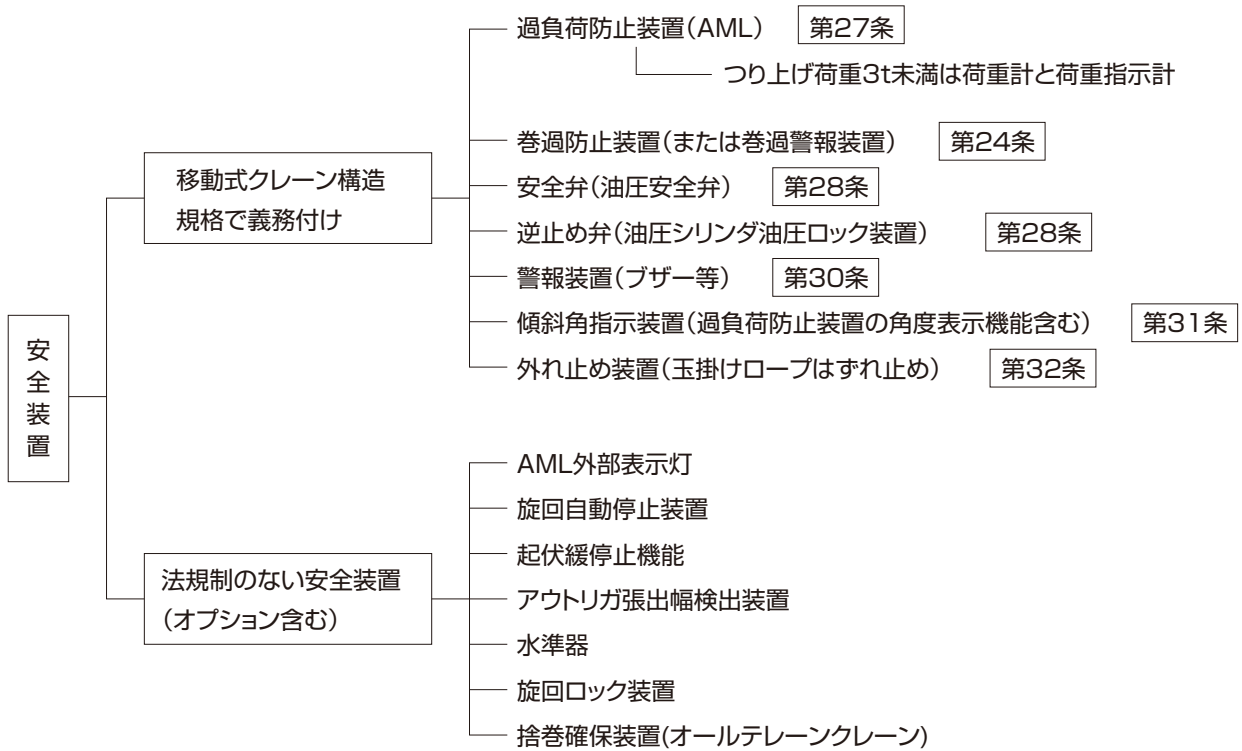 安全装置
移動式クレーン構造
規格で義務付け
過負荷防止装置(AML) 第27条
つり上げ荷重3t未満は荷重計と荷重指示計
巻過防止装置(または巻過警報装置) 第24条
安全弁(油圧安全弁) 第28条
逆止め弁(油圧シリンダ油圧ロック装置) 第28条
警報装置(ブザー等) 第30条
傾斜角指示装置(過負荷防止装置の角度表示機能含む) 第31条
外れ止め装置(玉掛けロープはずれ止め) 第32条
法規制のない安全装置
(オプション含む)
AML外部表示灯
旋回自動停止装置
起伏緩停止機能
アウトリガ張出幅検出装置
水準器
旋回ロック装置
捨巻確保装置(オールテレーンクレーン)